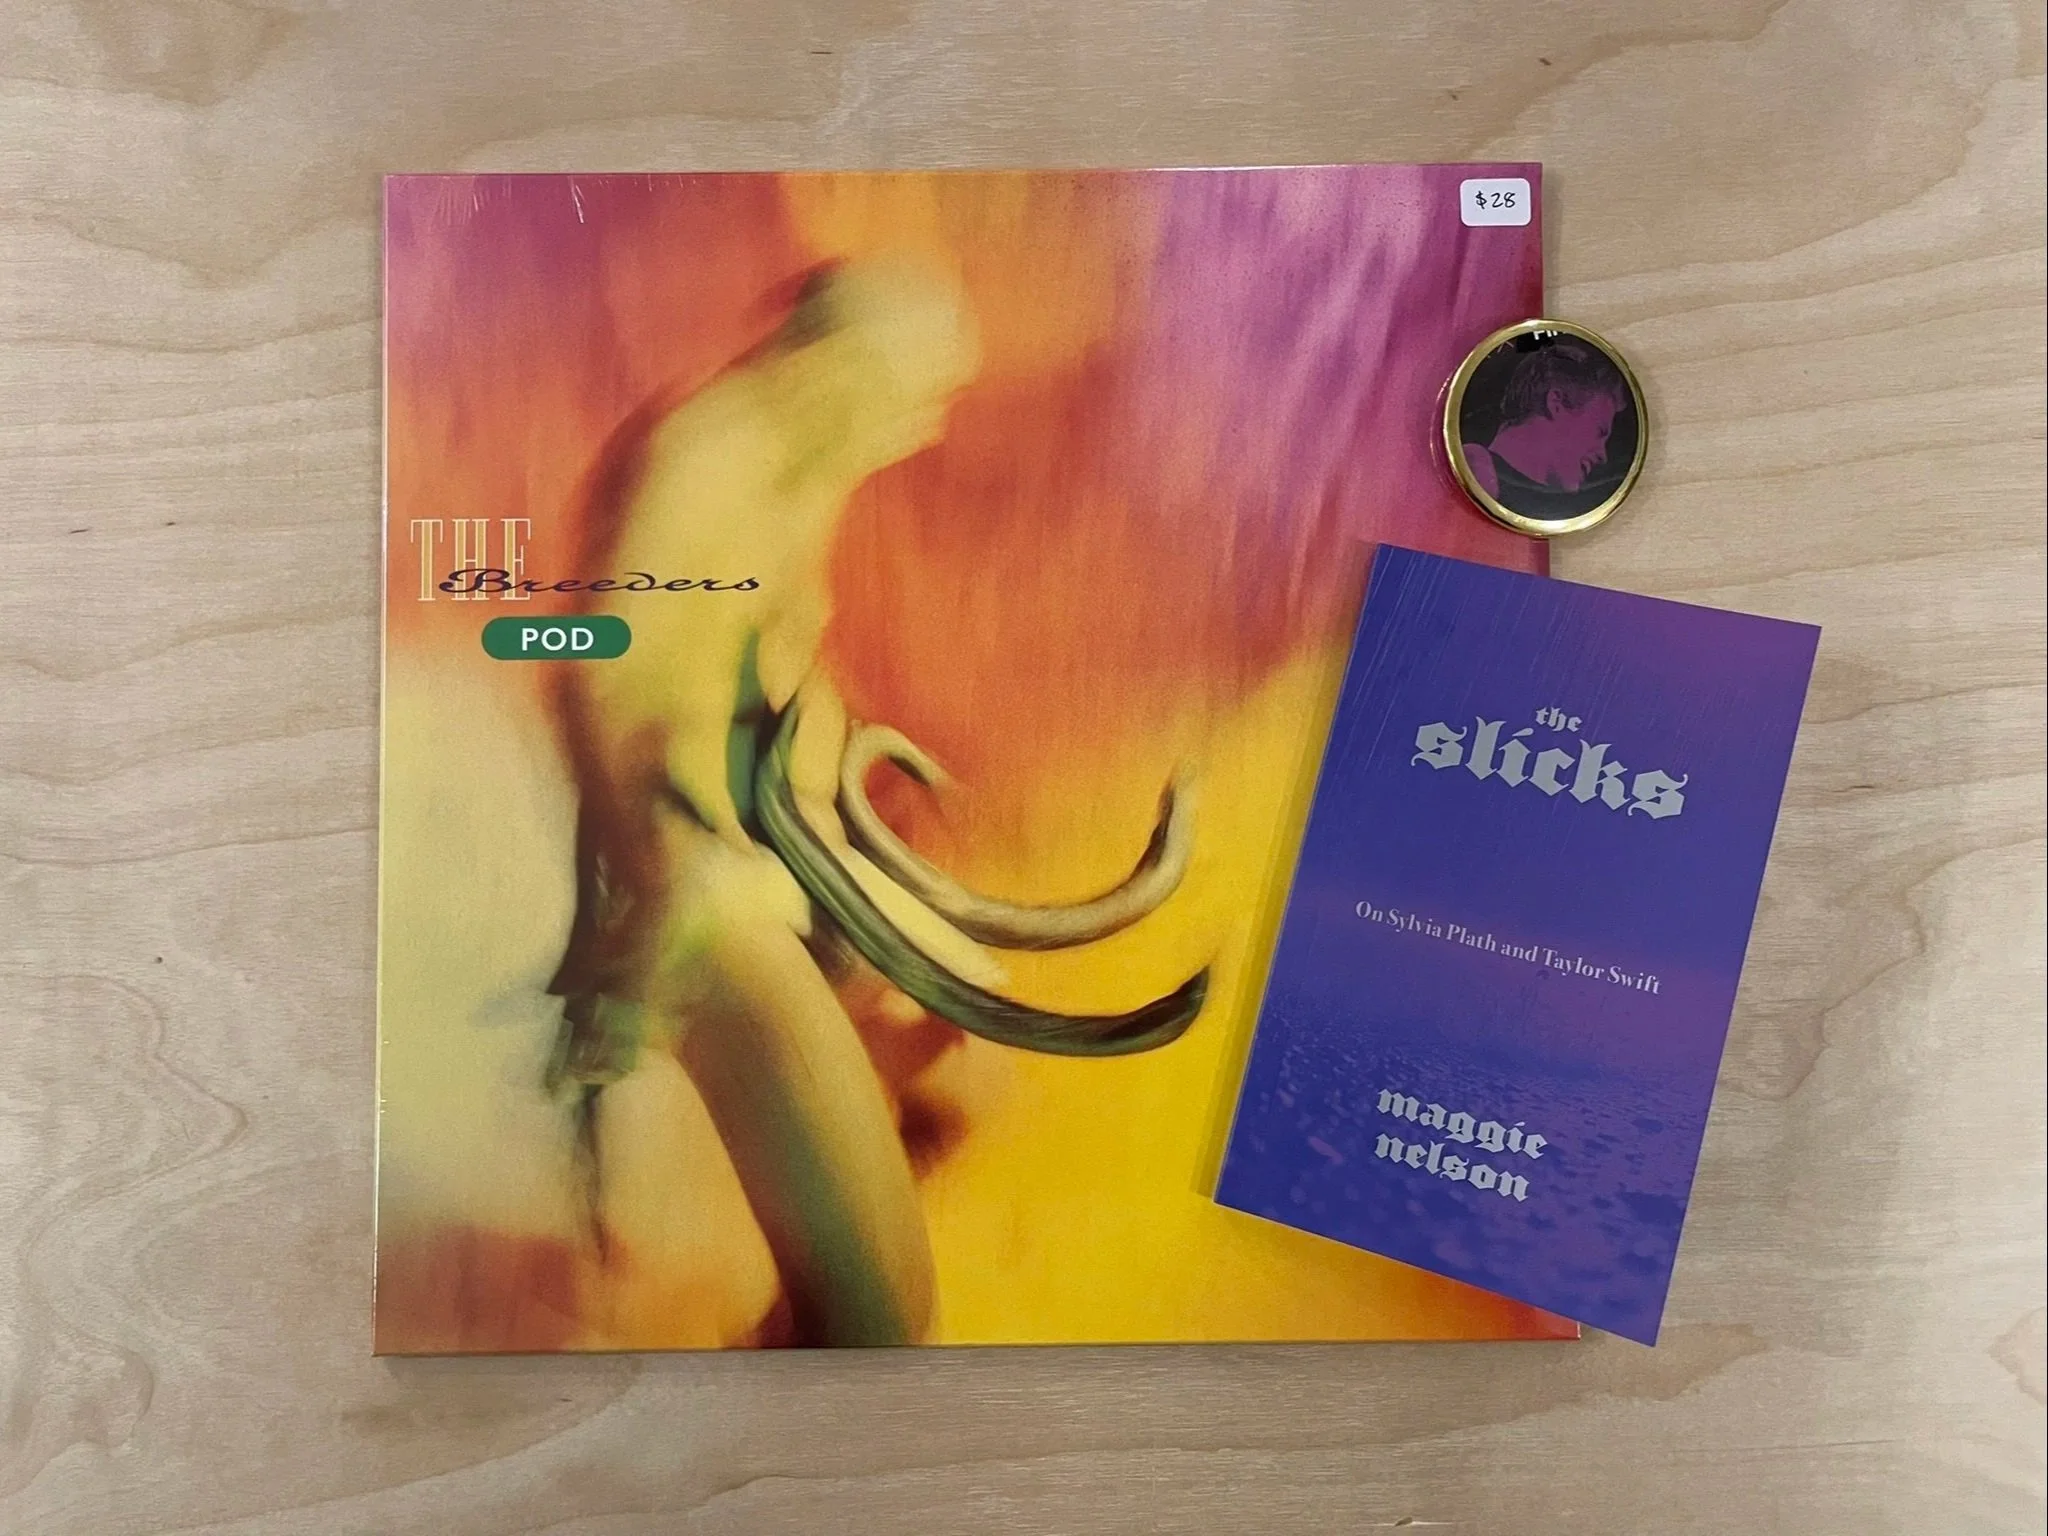 $28
THE
Breeders
POD
the
slicks
On Sylvia Plath and Taylor Swift
maggie
nelson